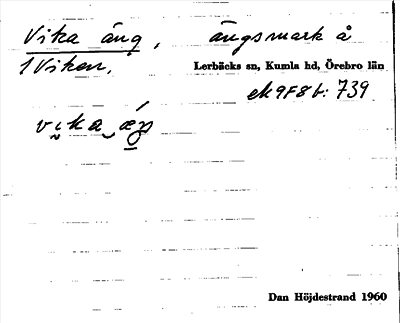 Vika äng, ängsmark å
1 Viken.
Lerbäcks sn, Kumla hd, Örebro län
ek 9F8b: 739
Dan Höjdestrand 1960